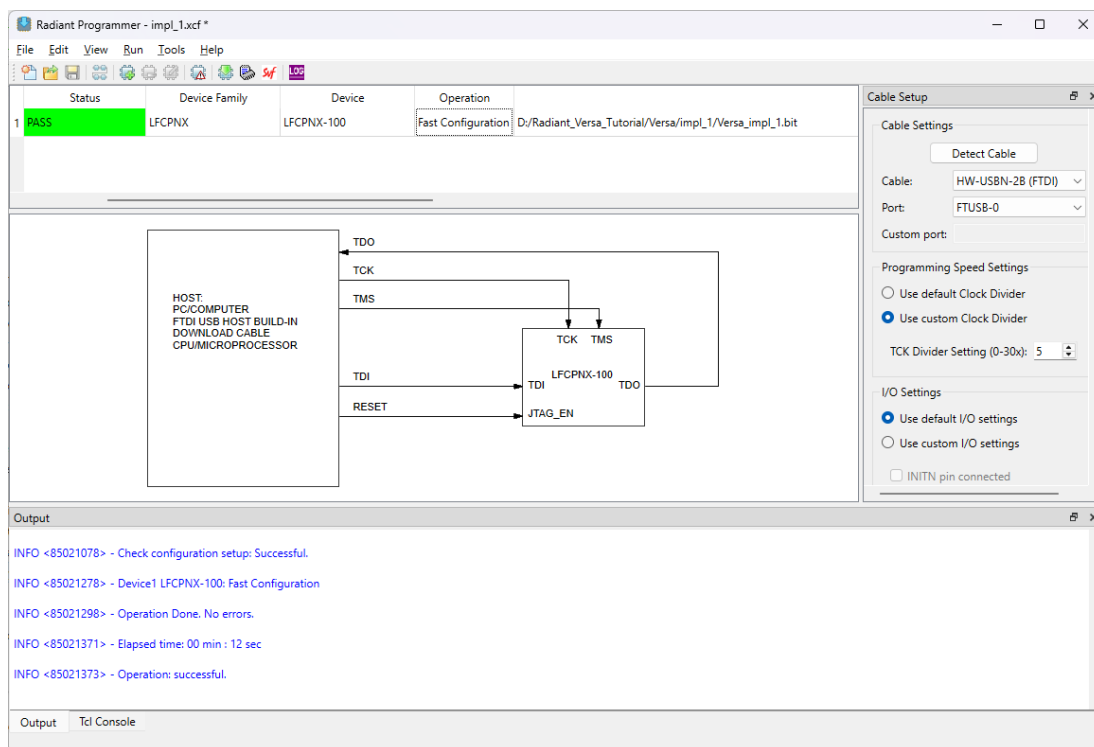 Radiant Programmer - impl_1.xcf *
File Edit View Run Tools Help
Svf LOG
Status Device Family Device Operation
1 PASS LFCPNX LFCPNX-100 Fast Configuration D:/Radiant_Versa_Tutorial/Versa/impl_1/Versa_impl_1.bit
TDO
TCK
TMS
HOST:
PC/COMPUTER
FTDI USB HOST BUILD-IN
DOWNLOAD CABLE
CPU/MICROPROCESSOR
TCK TMS
LFCPNX-100
TDI
TDI TDO
RESET
JTAG_EN
Cable Setup
Cable Settings
Detect Cable
Cable: HW-USBN-2B (FTDI)
Port: FTUSB-0
Custom port:
Programming Speed Settings
Use default Clock Divider
Use custom Clock Divider
TCK Divider Setting (0-30x): 5
I/O Settings
Use default I/O settings
Use custom I/O settings
INITN pin connected
Output
INFO <85021078> - Check configuration setup: Successful.
INFO <85021278> - Device1 LFCPNX-100: Fast Configuration
INFO <85021298> - Operation Done. No errors.
INFO <85021371> - Elapsed time: 00 min : 12 sec
INFO <85021373> - Operation: successful.
Output Tcl Console